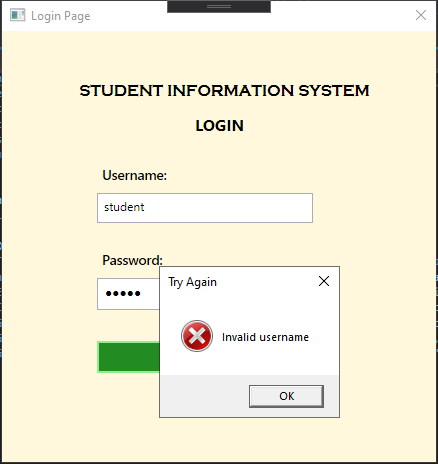 Login Page
STUDENT INFORMATION SYSTEM
LOGIN
Username:
student
Password:
•••••
Try Again
Invalid username
OK